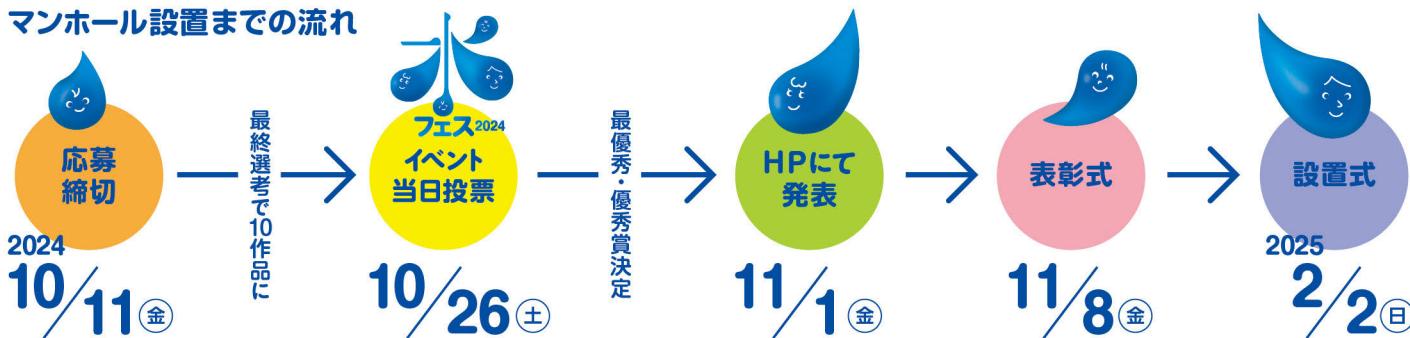 マンホール設置までの流れ
応募
締切
2024
10/11(金)
最終選考で10作品に
水
フェス2024
イベント
当日投票
10/26(土)
最優秀・優秀賞決定
HPにて
発表
11/1(金)
表彰式
11/8(金)
設置式
2025
2/2(日)